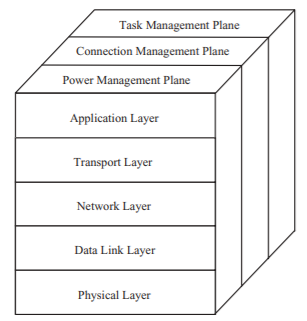 Task Management Plane
Connection Management Plane
Power Management Plane
Application Layer
Transport Layer
Network Layer
Data Link Layer
Physical Layer